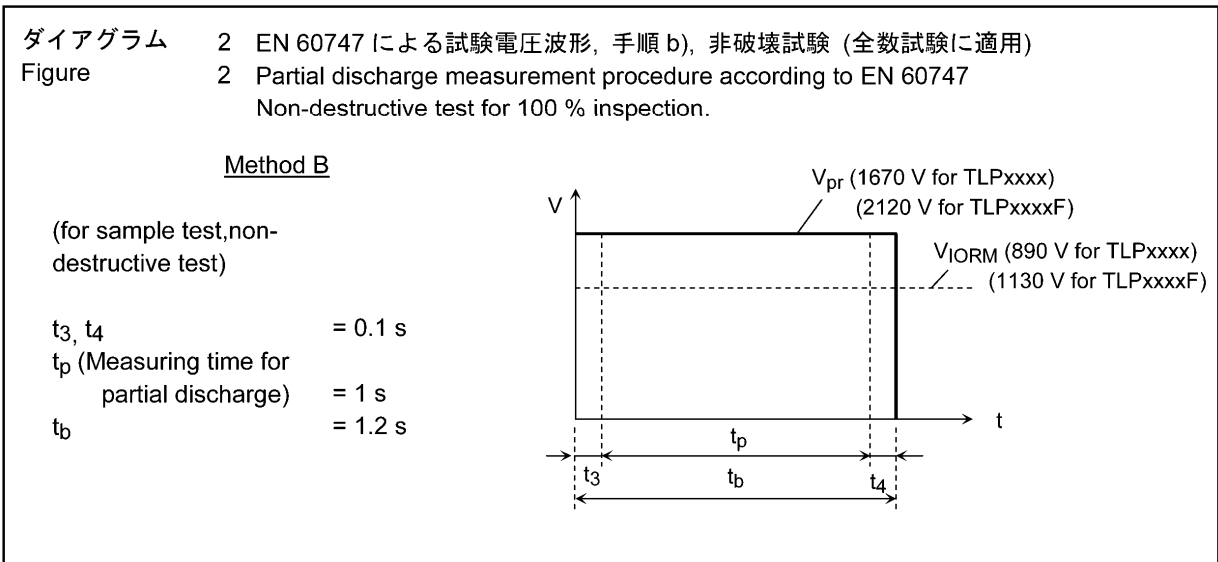 ダイアグラム 2 EN 60747 による試験電圧波形, 手順 b), 非破壊試験 (全数試験に適用)
Figure 2 Partial discharge measurement procedure according to EN 60747
Non-destructive test for 100 % inspection.
Method B
(for sample test,non-
destructive test)
t3, t4 = 0.1 s
tp (Measuring time for
partial discharge) = 1 s
tb = 1.2 s
V
Vpr (1670 V for TLPxxxx)
(2120 V for TLPxxxxF)
VIORM (890 V for TLPxxxx)
(1130 V for TLPxxxxF)
t
tp
t3 tb t4